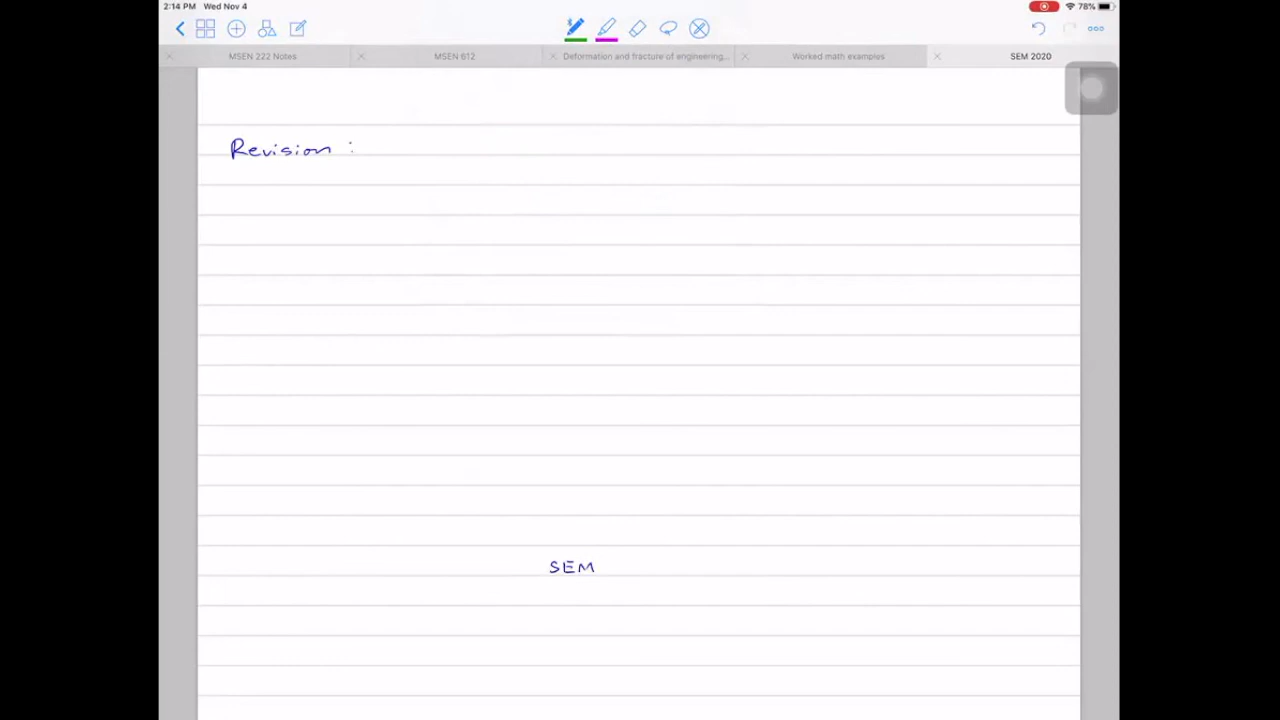 2:14 PM Wed Nov 4 78%
MSEN 222 Notes MSEN 612 Deformation and fracture of engineering... Worked math examples SEM 2020
Revision :
SEM